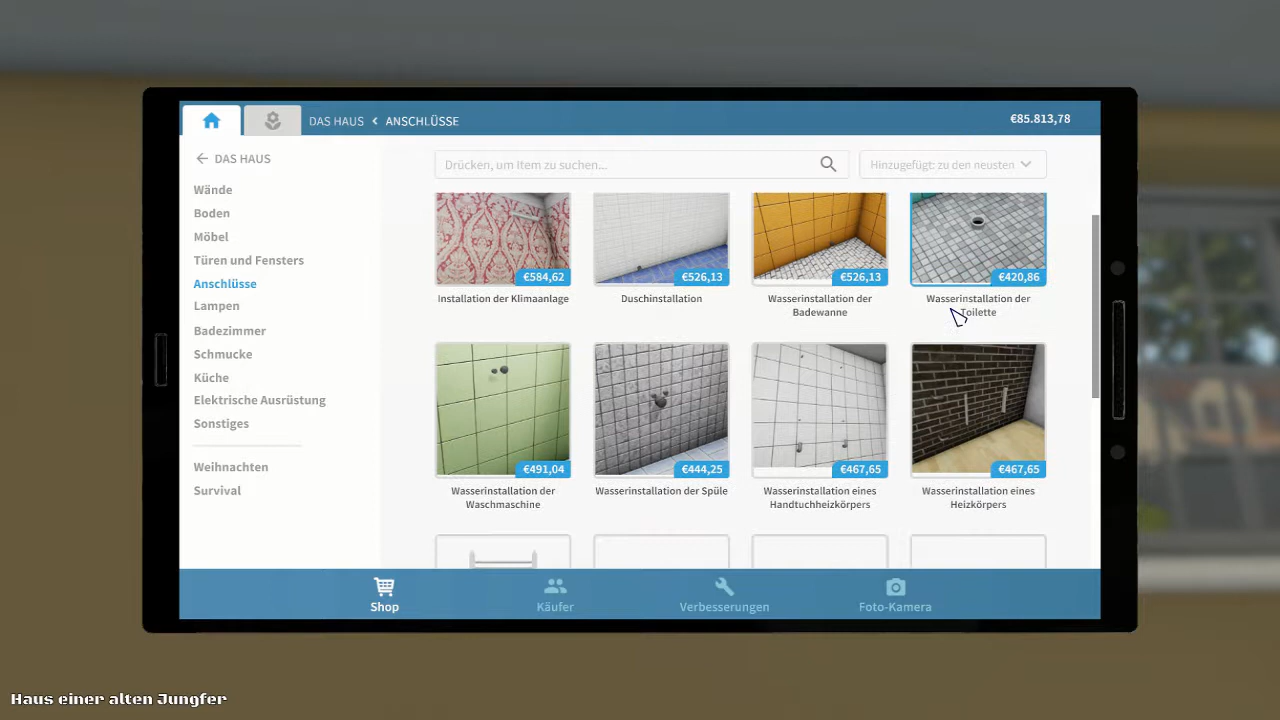 DAS HAUS < ANSCHLÜSSE
€85.813,78
← DAS HAUS
Wände
Boden
Möbel
Türen und Fensters
Anschlüsse
Lampen
Badezimmer
Schmucke
Küche
Elektrische Ausrüstung
Sonstiges
Weihnachten
Survival
Drücken, um Item zu suchen...
Hinzugefügt: zu den neusten
€584,62
€526,13
€526,13
€420,86
Installation der Klimaanlage
Duschinstallation
Wasserinstallation der
Badewanne
Wasserinstallation der
Toilette
€491,04
€444,25
€467,65
€467,65
Wasserinstallation der
Waschmaschine
Wasserinstallation der Spüle
Wasserinstallation eines
Handtuchheizkörpers
Wasserinstallation eines
Heizkörpers
Shop
Käufer
Verbesserungen
Foto-Kamera
Haus einer alten Jungfer